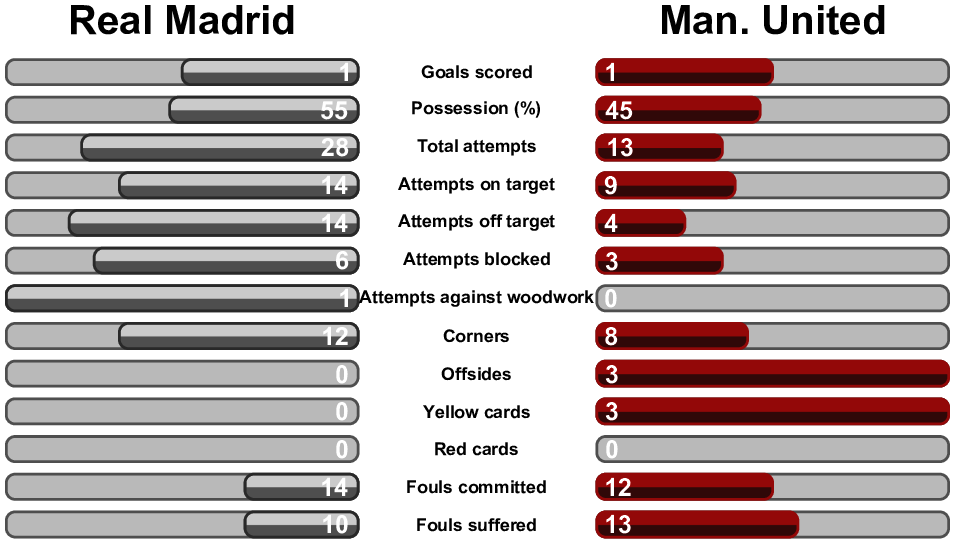 Real Madrid Man. United
1 Goals scored 1
55 Possession (%) 45
28 Total attempts 13
14 Attempts on target 9
14 Attempts off target 4
6 Attempts blocked 3
1 Attempts against woodwork 0
12 Corners 8
0 Offsides 3
0 Yellow cards 3
0 Red cards 0
14 Fouls committed 12
10 Fouls suffered 13